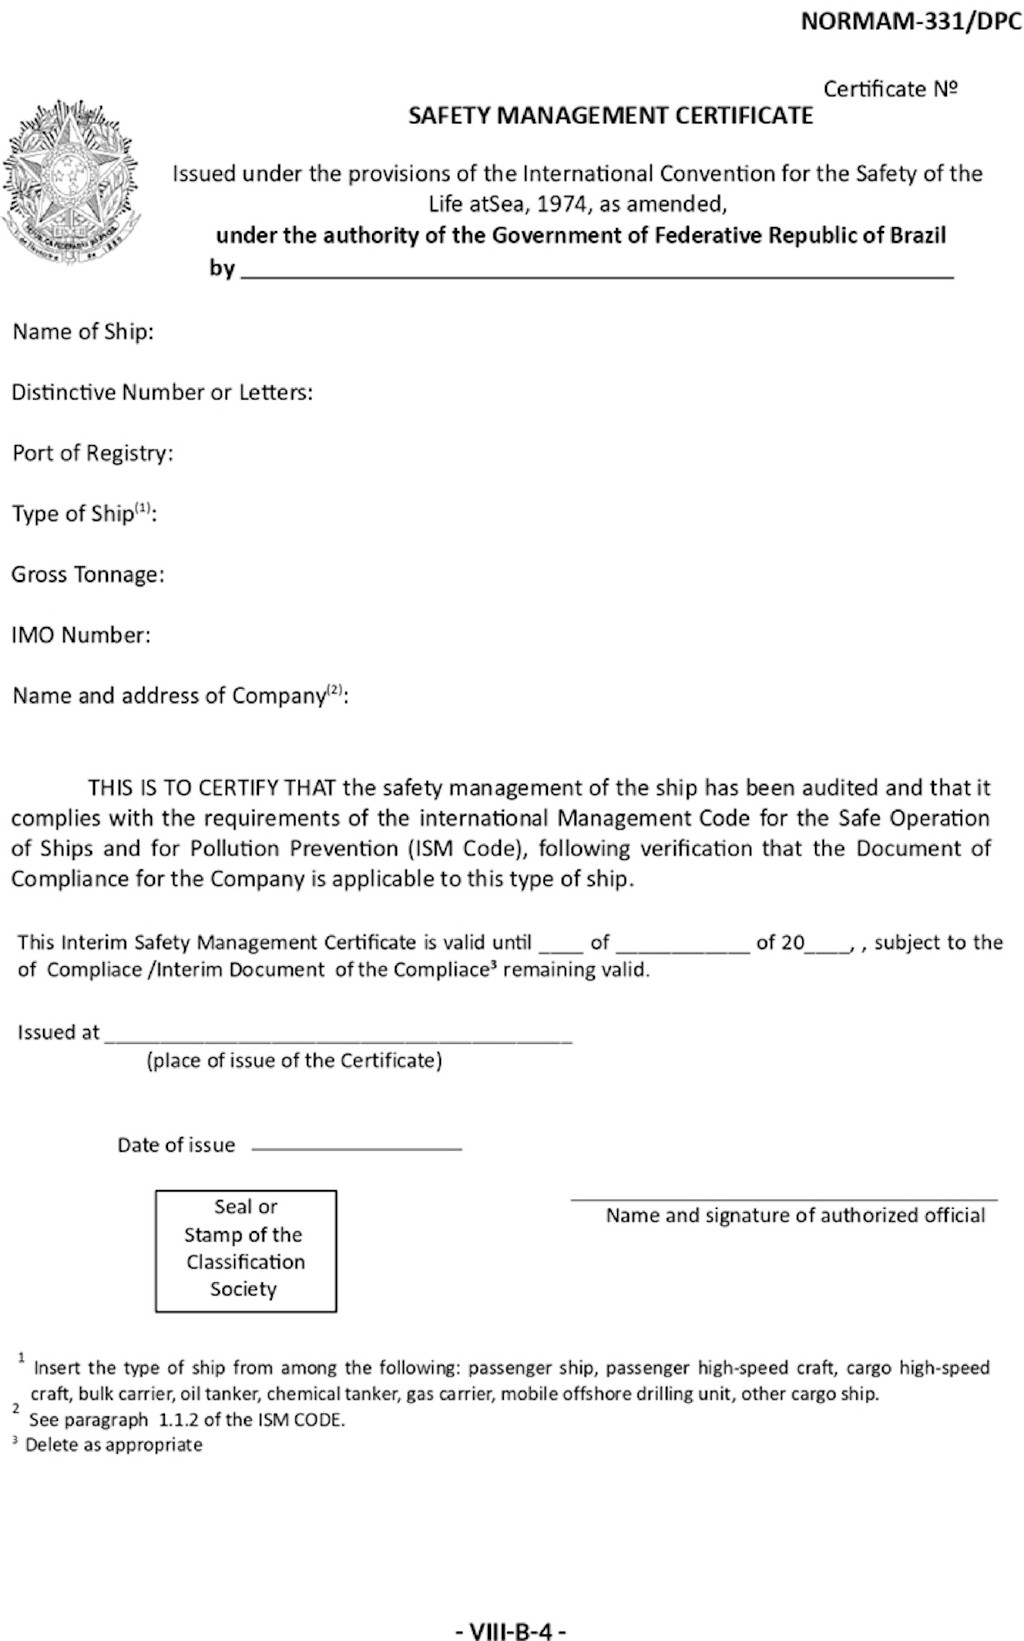 NORMAM-331/DPC
Certificate Nº
SAFETY MANAGEMENT CERTIFICATE
Issued under the provisions of the International Convention for the Safety of the
Life atSea, 1974, as amended,
under the authority of the Government of Federative Republic of Brazil
by ____________________
Name of Ship:
Distinctive Number or Letters:
Port of Registry:
Type of Ship(1):
Gross Tonnage:
IMO Number:
Name and address of Company(2):
THIS IS TO CERTIFY THAT the safety management of the ship has been audited and that it
complies with the requirements of the international Management Code for the Safe Operation
of Ships and for Pollution Prevention (ISM Code), following verification that the Document of
Compliance for the Company is applicable to this type of ship.
This Interim Safety Management Certificate is valid until ____ of ____________ of 20____, , subject to the
of Compliace /Interim Document of the Compliace³ remaining valid.
Issued at ____________________
(place of issue of the Certificate)
Date of issue ____________________
Seal or
Stamp of the
Classification
Society
Name and signature of authorized official
1 Insert the type of ship from among the following: passenger ship, passenger high-speed craft, cargo high-speed
craft, bulk carrier, oil tanker, chemical tanker, gas carrier, mobile offshore drilling unit, other cargo ship.
2 See paragraph 1.1.2 of the ISM CODE.
3 Delete as appropriate
- VIII-B-4 -